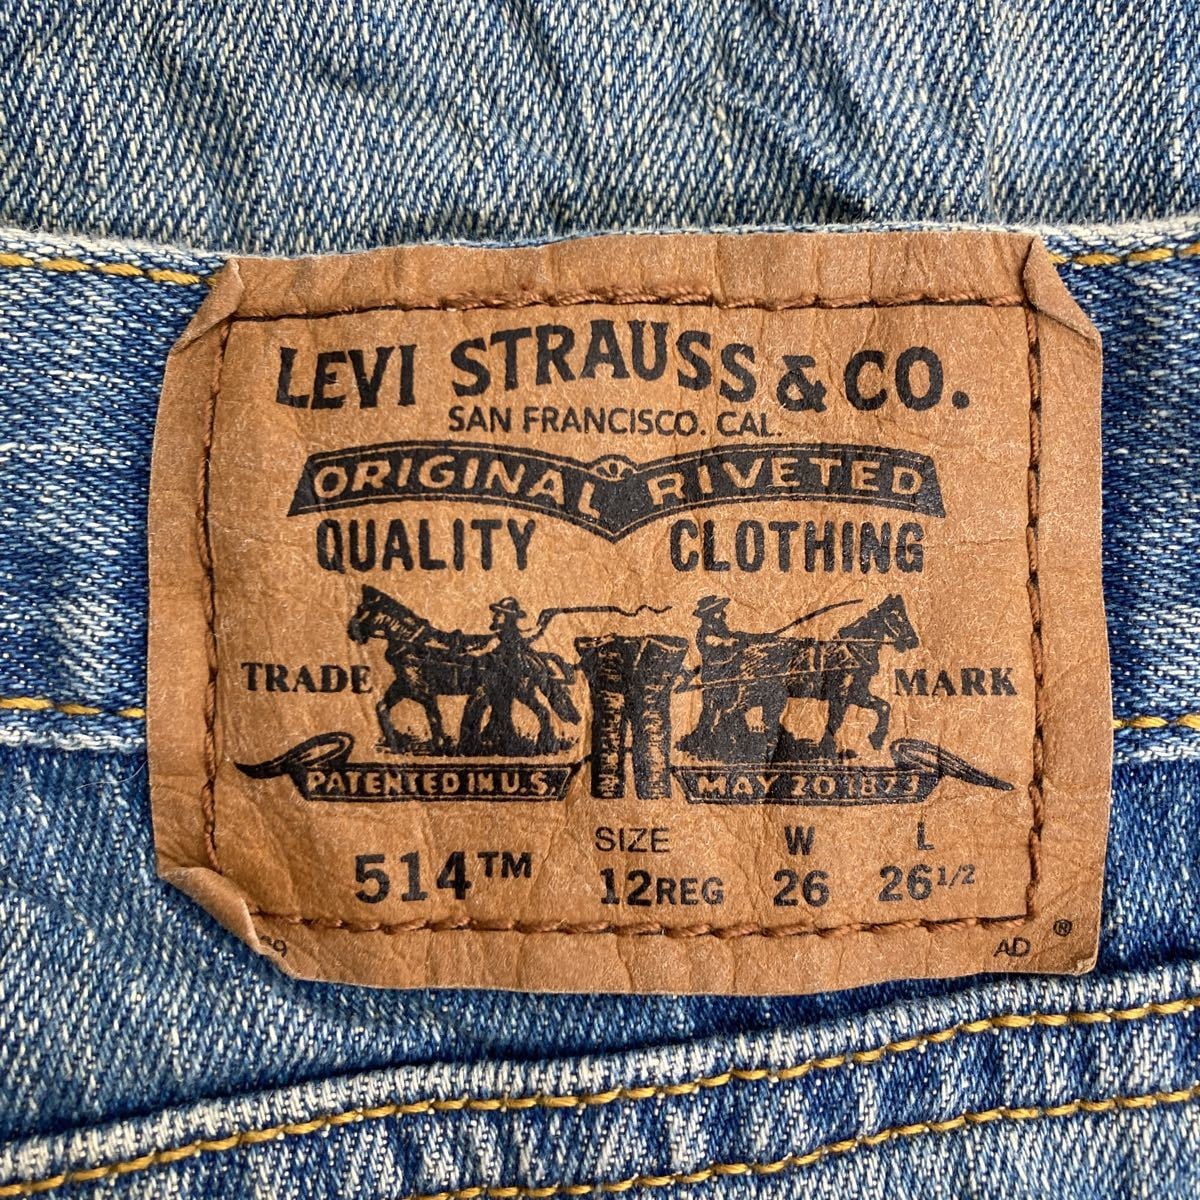 LEVI STRAUSS & CO.
SAN FRANCISCO. CAL.
ORIGINAL RIVETED
QUALITY CLOTHING
TRADE MARK
PATENTED IN U.S. MAY 20 1873
SIZE W L
514™ 12REG 26 26 1/2
AD ®